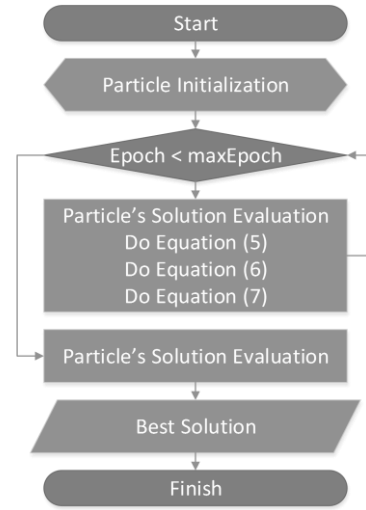 Start
Particle Initialization
Epoch < maxEpoch
Particle's Solution Evaluation
Do Equation (5)
Do Equation (6)
Do Equation (7)
Particle's Solution Evaluation
Best Solution
Finish